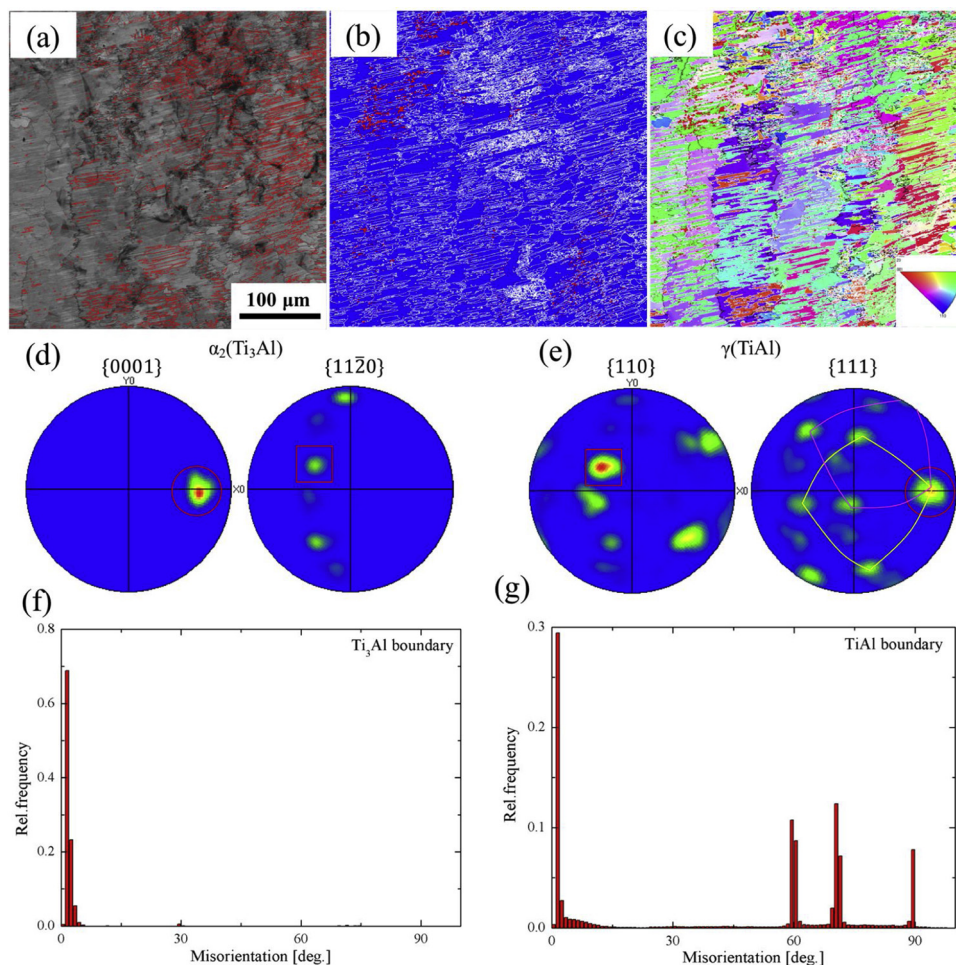 (a)
(b)
(c)
100 μm
(d)
α₂(Ti₃Al)
(e)
γ(TiAl)
{0001}
{112̄0}
{110}
{111}
Y0
Y0
X0
X0
(f)
(g)
0.8
0.6
0.4
0.2
0.0
Rel.frequency
Ti₃Al boundary
0
30
60
90
Misorientation [deg.]
0.3
0.2
0.1
0.0
Rel.frequency
TiAl boundary
0
30
60
90
Misorientation [deg.]